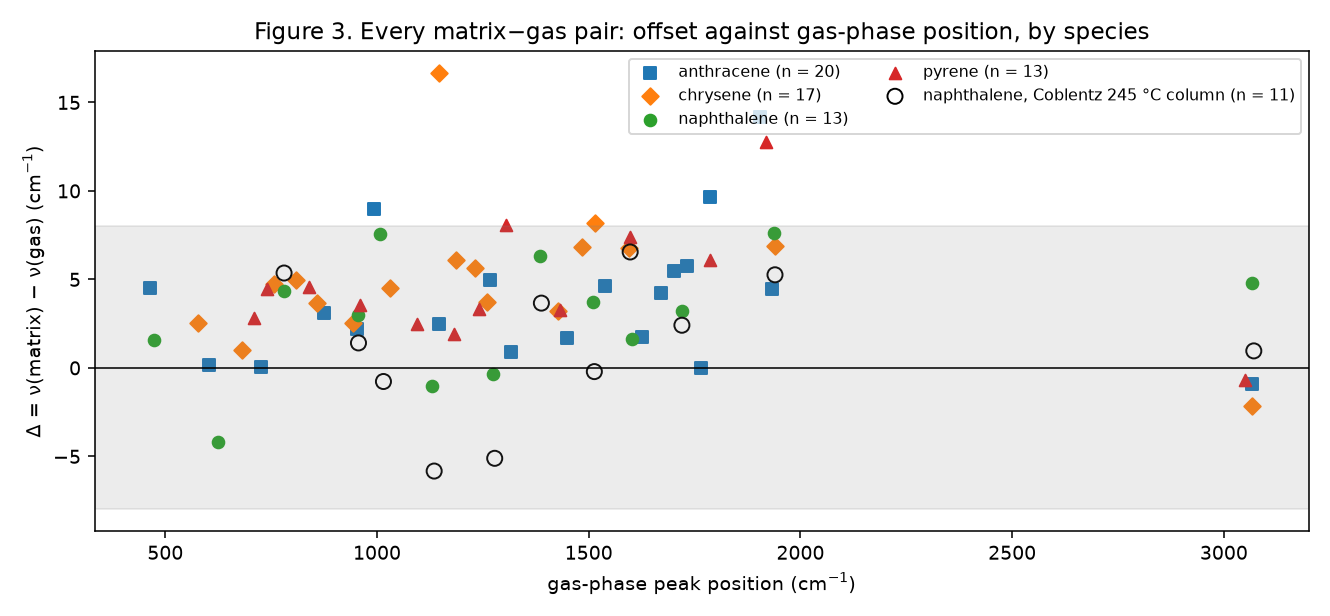 Figure 3. Every matrix−gas pair: offset against gas-phase position, by species
anthracene (n = 20)
chrysene (n = 17)
naphthalene (n = 13)
pyrene (n = 13)
naphthalene, Coblentz 245 °C column (n = 11)
Δ = ν(matrix) − ν(gas) (cm⁻¹)
15
10
5
0
−5
500
1000
1500
2000
2500
3000
gas-phase peak position (cm⁻¹)